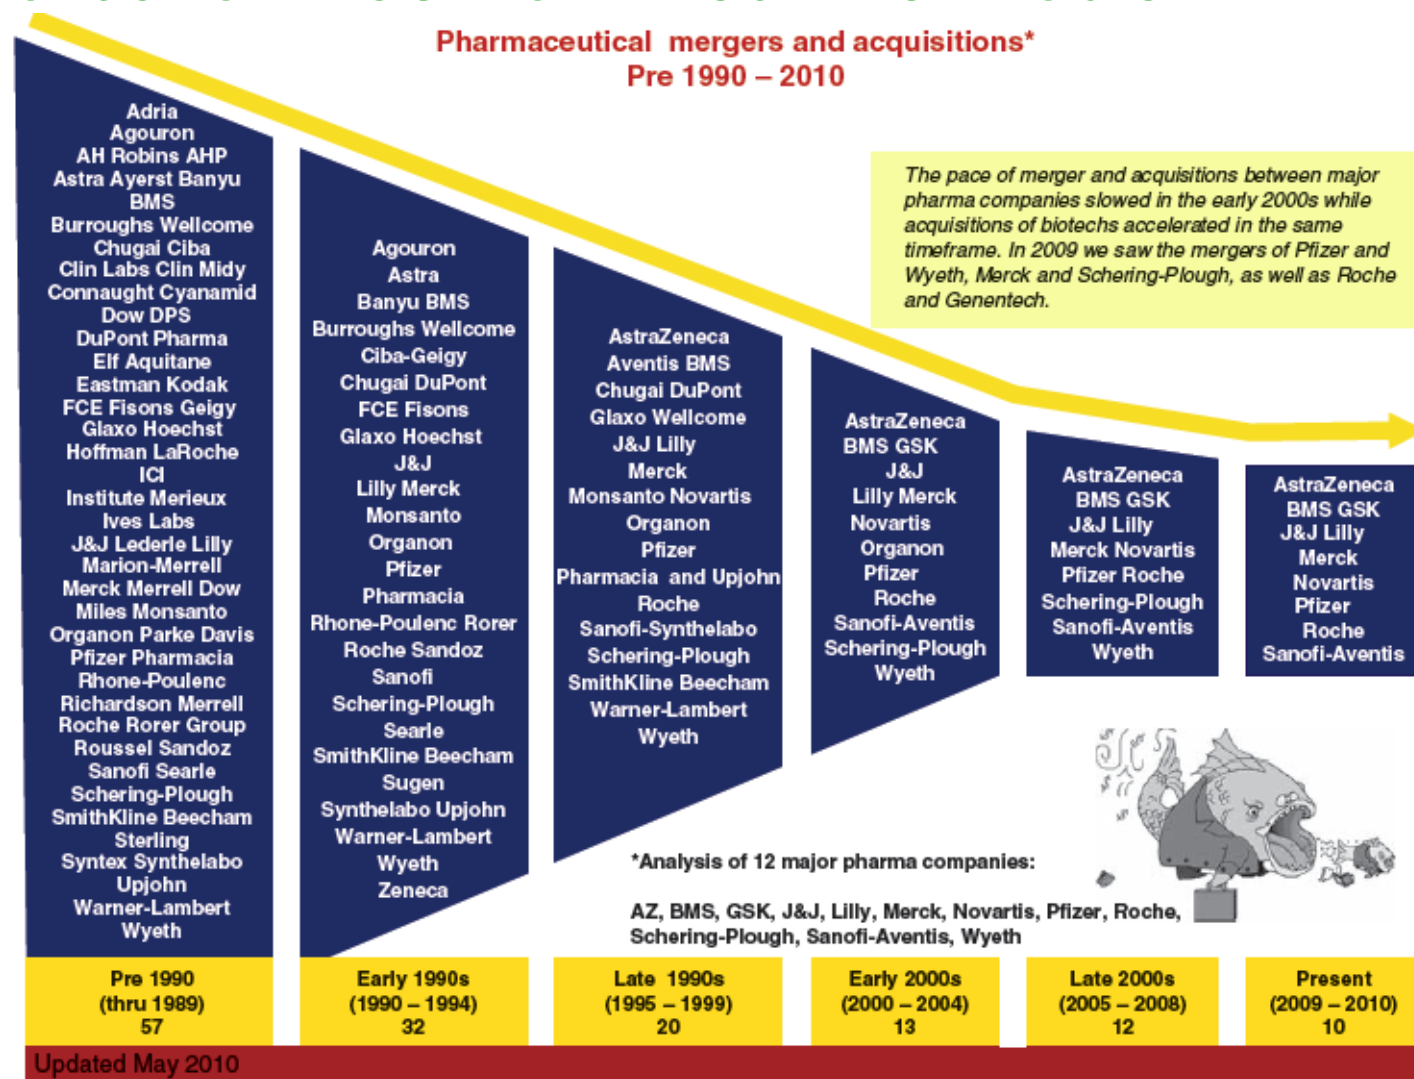 Pharmaceutical mergers and acquisitions*
Pre 1990 – 2010
Adria
Agouron
AH Robins AHP
Astra Ayerst Banyu
BMS
Burroughs Wellcome
Chugai Ciba
Clin Labs Clin Midy
Connaught Cyanamid
Dow DPS
DuPont Pharma
Elf Aquitane
Eastman Kodak
FCE Fisons Geigy
Glaxo Hoechst
Hoffman LaRoche
ICI
Institute Merieux
Ives Labs
J&J Lederle Lilly
Marion-Merrell
Merck Merrell Dow
Miles Monsanto
Organon Parke Davis
Pfizer Pharmacia
Rhone-Poulenc
Richardson Merrell
Roche Rorer Group
Roussel Sandoz
Sanofi Searle
Schering-Plough
SmithKline Beecham
Sterling
Syntex Synthelabo
Upjohn
Warner-Lambert
Wyeth
Pre 1990
(thru 1989)
57
Agouron
Astra
Banyu BMS
Burroughs Wellcome
Ciba-Geigy
Chugai DuPont
FCE Fisons
Glaxo Hoechst
J&J
Lilly Merck
Monsanto
Organon
Pfizer
Pharmacia
Rhone-Poulenc Rorer
Roche Sandoz
Sanofi
Schering-Plough
Searle
SmithKline Beecham
Sugen
Synthelabo Upjohn
Warner-Lambert
Wyeth
Zeneca
Early 1990s
(1990 – 1994)
32
AstraZeneca
Aventis BMS
Chugai DuPont
Glaxo Wellcome
J&J Lilly
Merck
Monsanto Novartis
Organon
Pfizer
Pharmacia and Upjohn
Roche
Sanofi-Synthelabo
Schering-Plough
SmithKline Beecham
Warner-Lambert
Wyeth
Late 1990s
(1995 – 1999)
20
AstraZeneca
BMS GSK
J&J
Lilly Merck
Novartis
Organon
Pfizer
Roche
Sanofi-Aventis
Schering-Plough
Wyeth
Early 2000s
(2000 – 2004)
13
AstraZeneca
BMS GSK
J&J Lilly
Merck Novartis
Pfizer Roche
Schering-Plough
Sanofi-Aventis
Wyeth
Late 2000s
(2005 – 2008)
12
AstraZeneca
BMS GSK
J&J Lilly
Merck
Novartis
Pfizer
Roche
Sanofi-Aventis
Present
(2009 – 2010)
10
The pace of merger and acquisitions between major
pharma companies slowed in the early 2000s while
acquisitions of biotechs accelerated in the same
timeframe. In 2009 we saw the mergers of Pfizer and
Wyeth, Merck and Schering-Plough, as well as Roche
and Genentech.
*Analysis of 12 major pharma companies:
AZ, BMS, GSK, J&J, Lilly, Merck, Novartis, Pfizer, Roche,
Schering-Plough, Sanofi-Aventis, Wyeth
Updated May 2010